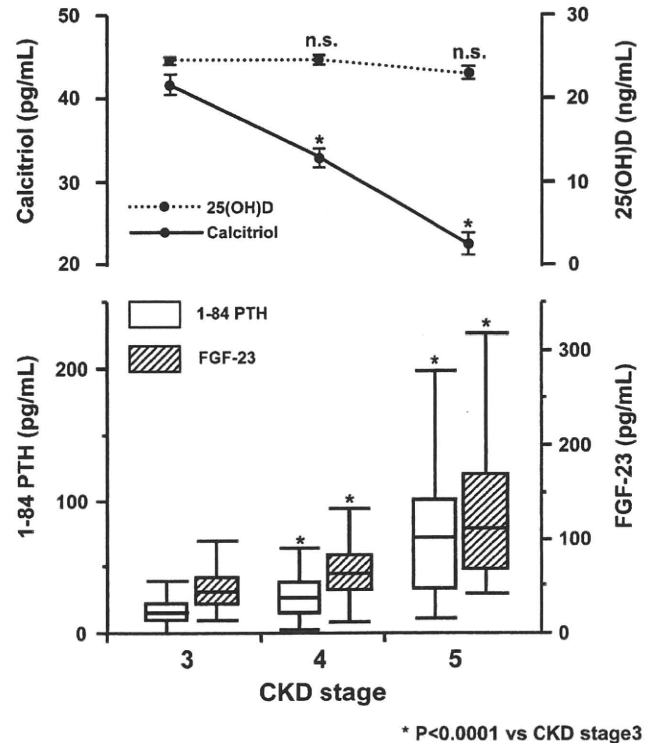 50
40
30
20
Calcitriol (pg/mL)
n.s.
n.s.
*
*
25(OH)D
Calcitriol
30
20
10
0
25(OH)D (ng/mL)
200
100
0
1-84 PTH (pg/mL)
1-84 PTH
FGF-23
*
*
*
*
300
200
100
0
FGF-23 (pg/mL)
3 4 5
CKD stage
* P<0.0001 vs CKD stage3